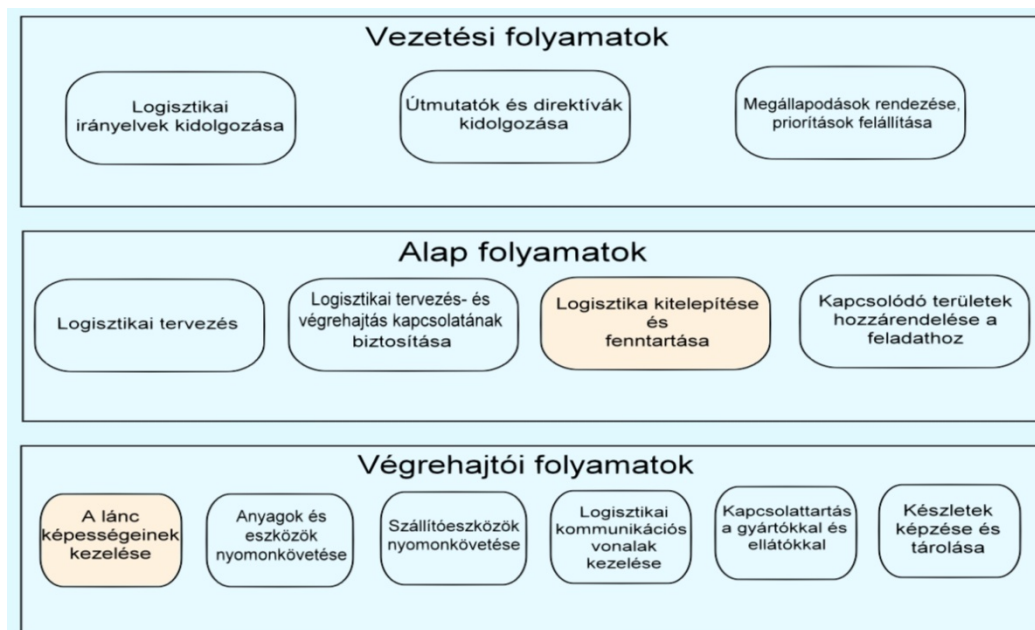 Vezetési folyamatok
Logisztikai
irányelvek kidolgozása
Útmutatók és direktívák
kidolgozása
Megállapodások rendezése,
priorítások felállítása
Alap folyamatok
Logisztikai tervezés
Logisztikai tervezés- és
végrehajtás kapcsolatának
biztosítása
Logisztika kitelepítése
és
fenntartása
Kapcsolódó területek
hozzárendelése a
feladathoz
Végrehajtói folyamatok
A lánc
képességeinek
kezelése
Anyagok és
eszközök
nyomonkövetése
Szállítóeszközök
nyomonkövetése
Logisztikai
kommunikációs
vonalak
kezelése
Kapcsolattartás
a gyártókkal és
ellátókkal
Készletek
képzése és
tárolása